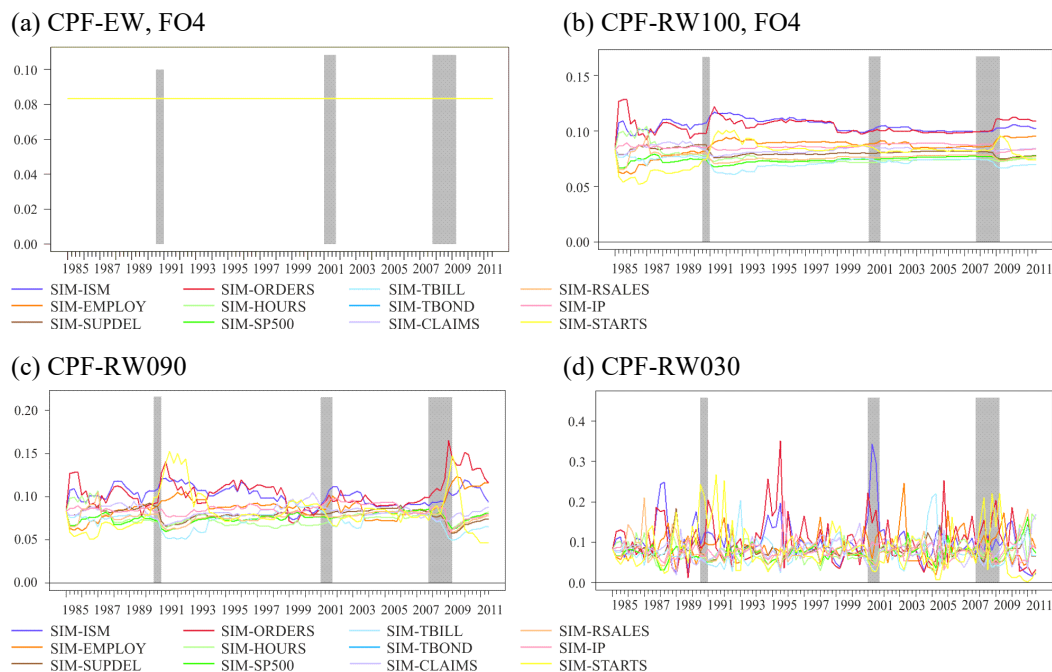 (a) CPF-EW, FO4
0.10
0.08
0.06
0.04
0.02
0.00
1985 1987 1989 1991 1993 1995 1997 1999 2001 2003 2005 2007 2009 2011
(b) CPF-RW100, FO4
0.15
0.10
0.05
0.00
1985 1987 1989 1991 1993 1995 1997 1999 2001 2003 2005 2007 2009 2011
SIM-ISM SIM-ORDERS SIM-TBILL SIM-RSALES
SIM-EMPLOY SIM-HOURS SIM-TBOND SIM-IP
SIM-SUPDEL SIM-SP500 SIM-CLAIMS SIM-STARTS
(c) CPF-RW090
0.20
0.15
0.10
0.05
0.00
1985 1987 1989 1991 1993 1995 1997 1999 2001 2003 2005 2007 2009 2011
(d) CPF-RW030
0.4
0.3
0.2
0.1
0.0
1985 1987 1989 1991 1993 1995 1997 1999 2001 2003 2005 2007 2009 2011
SIM-ISM SIM-ORDERS SIM-TBILL SIM-RSALES
SIM-EMPLOY SIM-HOURS SIM-TBOND SIM-IP
SIM-SUPDEL SIM-SP500 SIM-CLAIMS SIM-STARTS